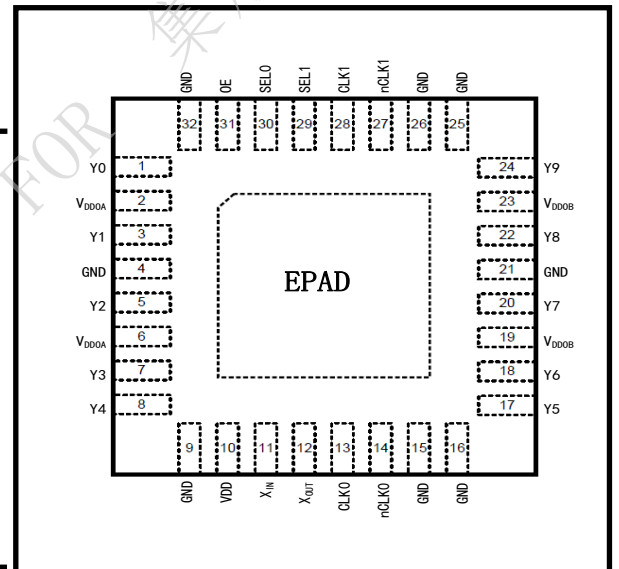 集
FOR
GND OE SEL0 SEL1 CLK1 nCLK1 GND GND
32 31 30 29 28 27 26 25
Y0 1 24 Y9
VDDOA 2 23 VDDOB
Y1 3 22 Y8
GND 4 21 GND
EPAD
Y2 5 20 Y7
VDDOA 6 19 VDDOB
Y3 7 18 Y6
Y4 8 17 Y5
9 10 11 12 13 14 15 16
GND VDD XIN XOUT CLK0 nCLK0 GND GND